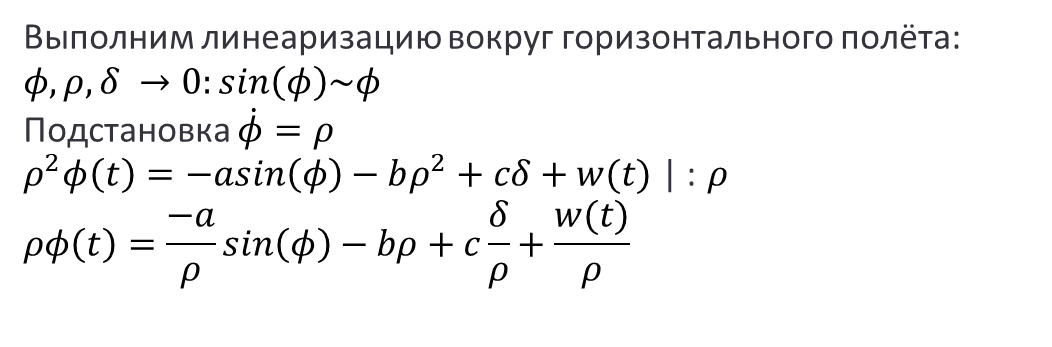 Выполним линеаризацию вокруг горизонтального полёта:
𝜙, 𝜌, 𝛿 → 0: 𝑠𝑖𝑛(𝜙)~𝜙
Подстановка 𝜙̇ = 𝜌
𝜌²𝜙(𝑡) = −𝑎𝑠𝑖𝑛(𝜙) − 𝑏𝜌² + 𝑐𝛿 + 𝑤(𝑡) | : 𝜌
𝜌𝜙(𝑡) = −𝑎/𝜌 𝑠𝑖𝑛(𝜙) − 𝑏𝜌 + 𝑐 𝛿/𝜌 + 𝑤(𝑡)/𝜌